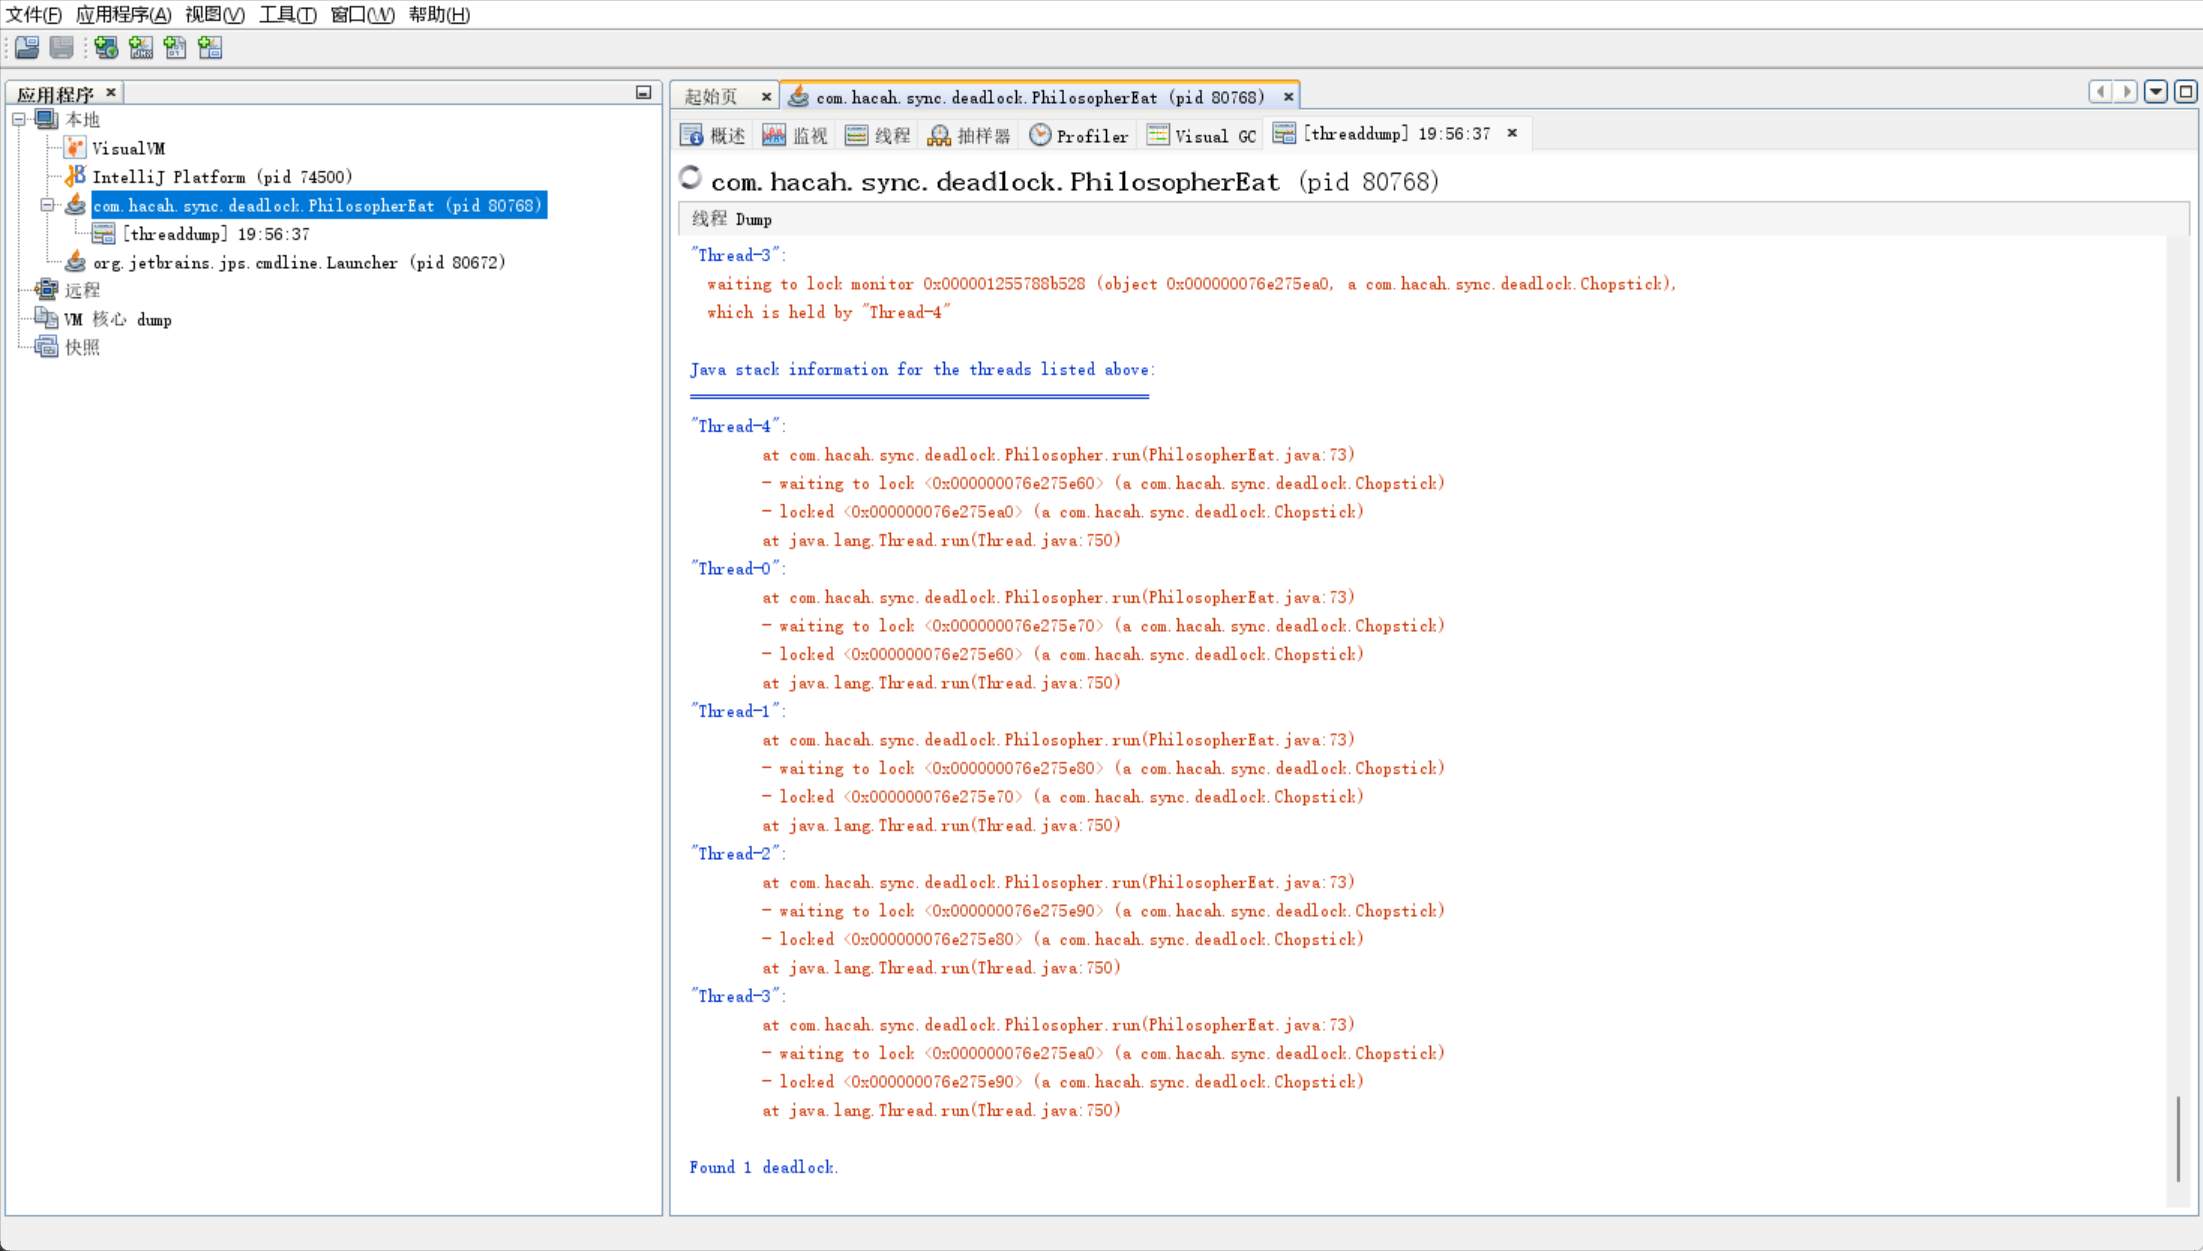 文件(F) 应用程序(A) 视图(V) 工具(T) 窗口(W) 帮助(H)
应用程序
本地
VisualVM
IntelliJ Platform (pid 74500)
com.hacah.sync.deadlock.PhilosopherEat (pid 80768)
[threaddump] 19:56:37
org.jetbrains.jps.cmdline.Launcher (pid 80672)
远程
VM 核心 dump
快照
起始页 com.hacah.sync.deadlock.PhilosopherEat (pid 80768)
概述 监视 线程 抽样器 Profiler Visual GC [threaddump] 19:56:37
com.hacah.sync.deadlock.PhilosopherEat (pid 80768)
线程 Dump
"Thread-3":
waiting to lock monitor 0x000001255788b528 (object 0x000000076e275ea0, a com.hacah.sync.deadlock.Chopstick),
which is held by "Thread-4"
Java stack information for the threads listed above:
===================================================
"Thread-4":
at com.hacah.sync.deadlock.Philosopher.run(PhilosopherEat.java:73)
- waiting to lock <0x000000076e275e60> (a com.hacah.sync.deadlock.Chopstick)
- locked <0x000000076e275ea0> (a com.hacah.sync.deadlock.Chopstick)
at java.lang.Thread.run(Thread.java:750)
"Thread-0":
at com.hacah.sync.deadlock.Philosopher.run(PhilosopherEat.java:73)
- waiting to lock <0x000000076e275e70> (a com.hacah.sync.deadlock.Chopstick)
- locked <0x000000076e275e60> (a com.hacah.sync.deadlock.Chopstick)
at java.lang.Thread.run(Thread.java:750)
"Thread-1":
at com.hacah.sync.deadlock.Philosopher.run(PhilosopherEat.java:73)
- waiting to lock <0x000000076e275e80> (a com.hacah.sync.deadlock.Chopstick)
- locked <0x000000076e275e70> (a com.hacah.sync.deadlock.Chopstick)
at java.lang.Thread.run(Thread.java:750)
"Thread-2":
at com.hacah.sync.deadlock.Philosopher.run(PhilosopherEat.java:73)
- waiting to lock <0x000000076e275e90> (a com.hacah.sync.deadlock.Chopstick)
- locked <0x000000076e275e80> (a com.hacah.sync.deadlock.Chopstick)
at java.lang.Thread.run(Thread.java:750)
"Thread-3":
at com.hacah.sync.deadlock.Philosopher.run(PhilosopherEat.java:73)
- waiting to lock <0x000000076e275ea0> (a com.hacah.sync.deadlock.Chopstick)
- locked <0x000000076e275e90> (a com.hacah.sync.deadlock.Chopstick)
at java.lang.Thread.run(Thread.java:750)
Found 1 deadlock.